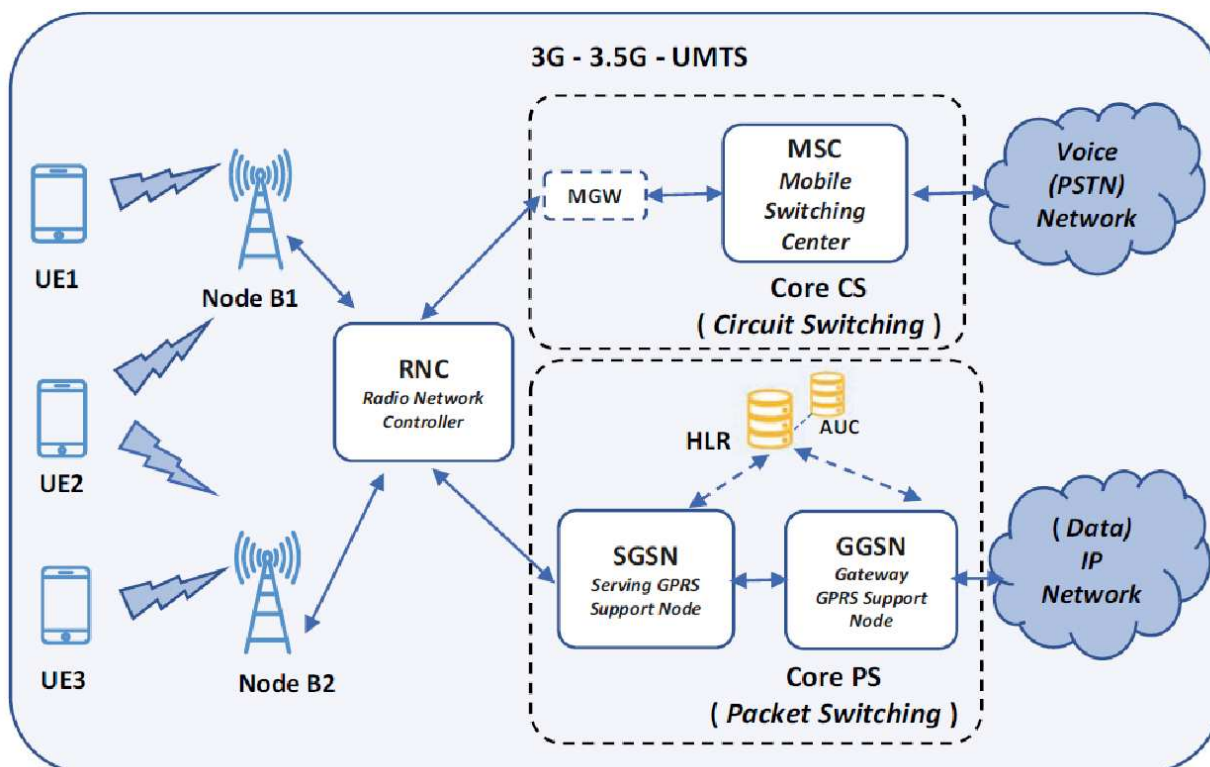 3G - 3.5G - UMTS
UE1
Node B1
UE2
UE3
Node B2
RNC
Radio Network
Controller
MGW
MSC
Mobile
Switching
Center
Core CS
( Circuit Switching )
Voice
(PSTN)
Network
HLR
AUC
SGSN
Serving GPRS
Support Node
GGSN
Gateway
GPRS Support
Node
Core PS
( Packet Switching )
( Data)
IP
Network